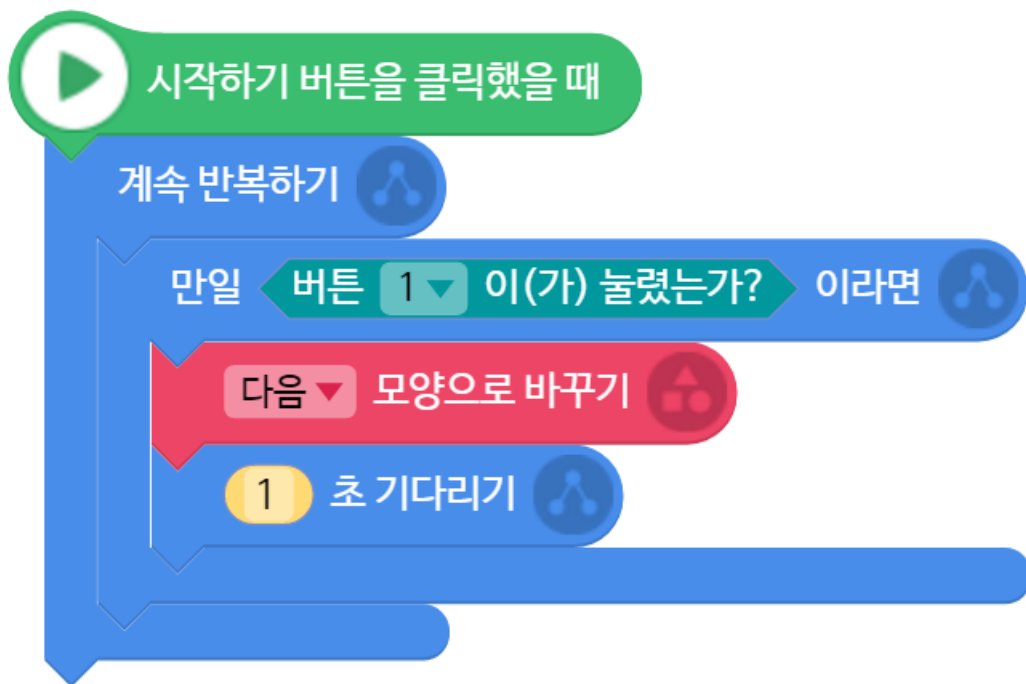 시작하기 버튼을 클릭했을 때
계속 반복하기
만일 버튼 1 이(가) 눌렸는가? 이라면
다음 모양으로 바꾸기
1 초 기다리기